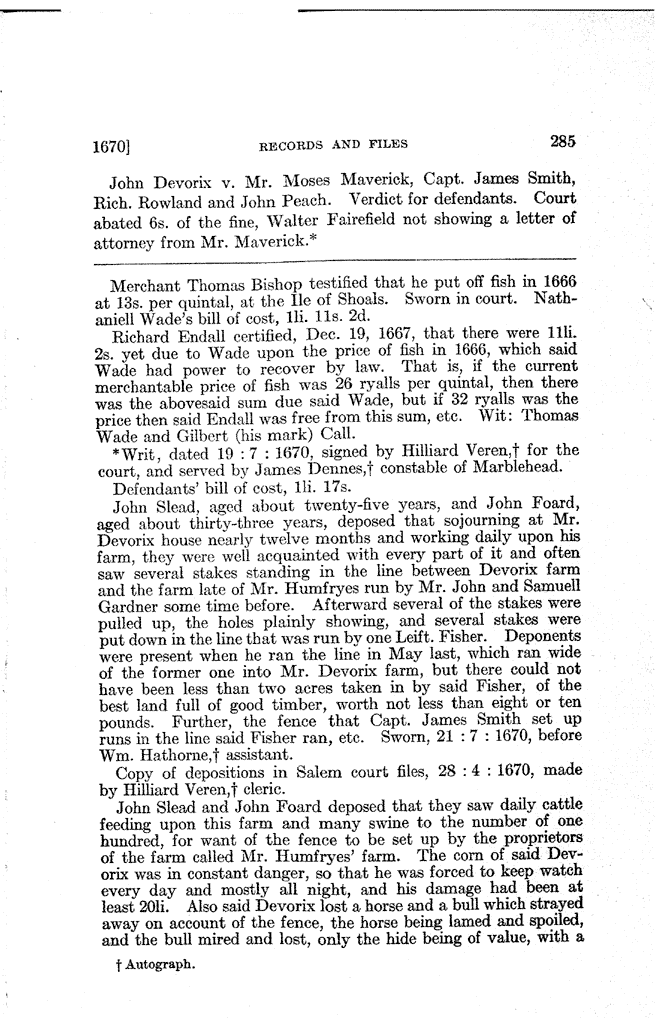 1670] RECORDS AND FILES 285
John Devorix v. Mr. Moses Maverick, Capt. James Smith,
Rich. Rowland and John Peach. Verdict for defendants. Court
abated 6s. of the fine, Walter Fairefield not showing a letter of
attorney from Mr. Maverick.*
Merchant Thomas Bishop testified that he put off fish in 1666
at 13s. per quintal, at the Ile of Shoals. Sworn in court. Nath-
aniell Wade's bill of cost, 1li. 11s. 2d.
Richard Endall certified, Dec. 19, 1667, that there were 11li.
2s. yet due to Wade upon the price of fish in 1666, which said
Wade had power to recover by law. That is, if the current
merchantable price of fish was 26 ryalls per quintal, then there
was the abovesaid sum due said Wade, but if 32 ryalls was the
price then said Endall was free from this sum, etc. Wit: Thomas
Wade and Gilbert (his mark) Call.
*Writ, dated 19 : 7 : 1670, signed by Hilliard Veren,† for the
court, and served by James Dennes,† constable of Marblehead.
Defendants' bill of cost, 1li. 17s.
John Slead, aged about twenty-five years, and John Foard,
aged about thirty-three years, deposed that sojourning at Mr.
Devorix house nearly twelve months and working daily upon his
farm, they were well acquainted with every part of it and often
saw several stakes standing in the line between Devorix farm
and the farm late of Mr. Humfryes run by Mr. John and Samuell
Gardner some time before. Afterward several of the stakes were
pulled up, the holes plainly showing, and several stakes were
put down in the line that was run by one Leift. Fisher. Deponents
were present when he ran the line in May last, which ran wide
of the former one into Mr. Devorix farm, but there could not
have been less than two acres taken in by said Fisher, of the
best land full of good timber, worth not less than eight or ten
pounds. Further, the fence that Capt. James Smith set up
runs in the line said Fisher ran, etc. Sworn, 21 : 7 : 1670, before
Wm. Hathorne,† assistant.
Copy of depositions in Salem court files, 28 : 4 : 1670, made
by Hilliard Veren,† cleric.
John Slead and John Foard deposed that they saw daily cattle
feeding upon this farm and many swine to the number of one
hundred, for want of the fence to be set up by the proprietors
of the farm called Mr. Humfryes' farm. The corn of said Dev-
orix was in constant danger, so that he was forced to keep watch
every day and mostly all night, and his damage had been at
least 20li. Also said Devorix lost a horse and a bull which strayed
away on account of the fence, the horse being lamed and spoiled,
and the bull mired and lost, only the hide being of value, with a
† Autograph.